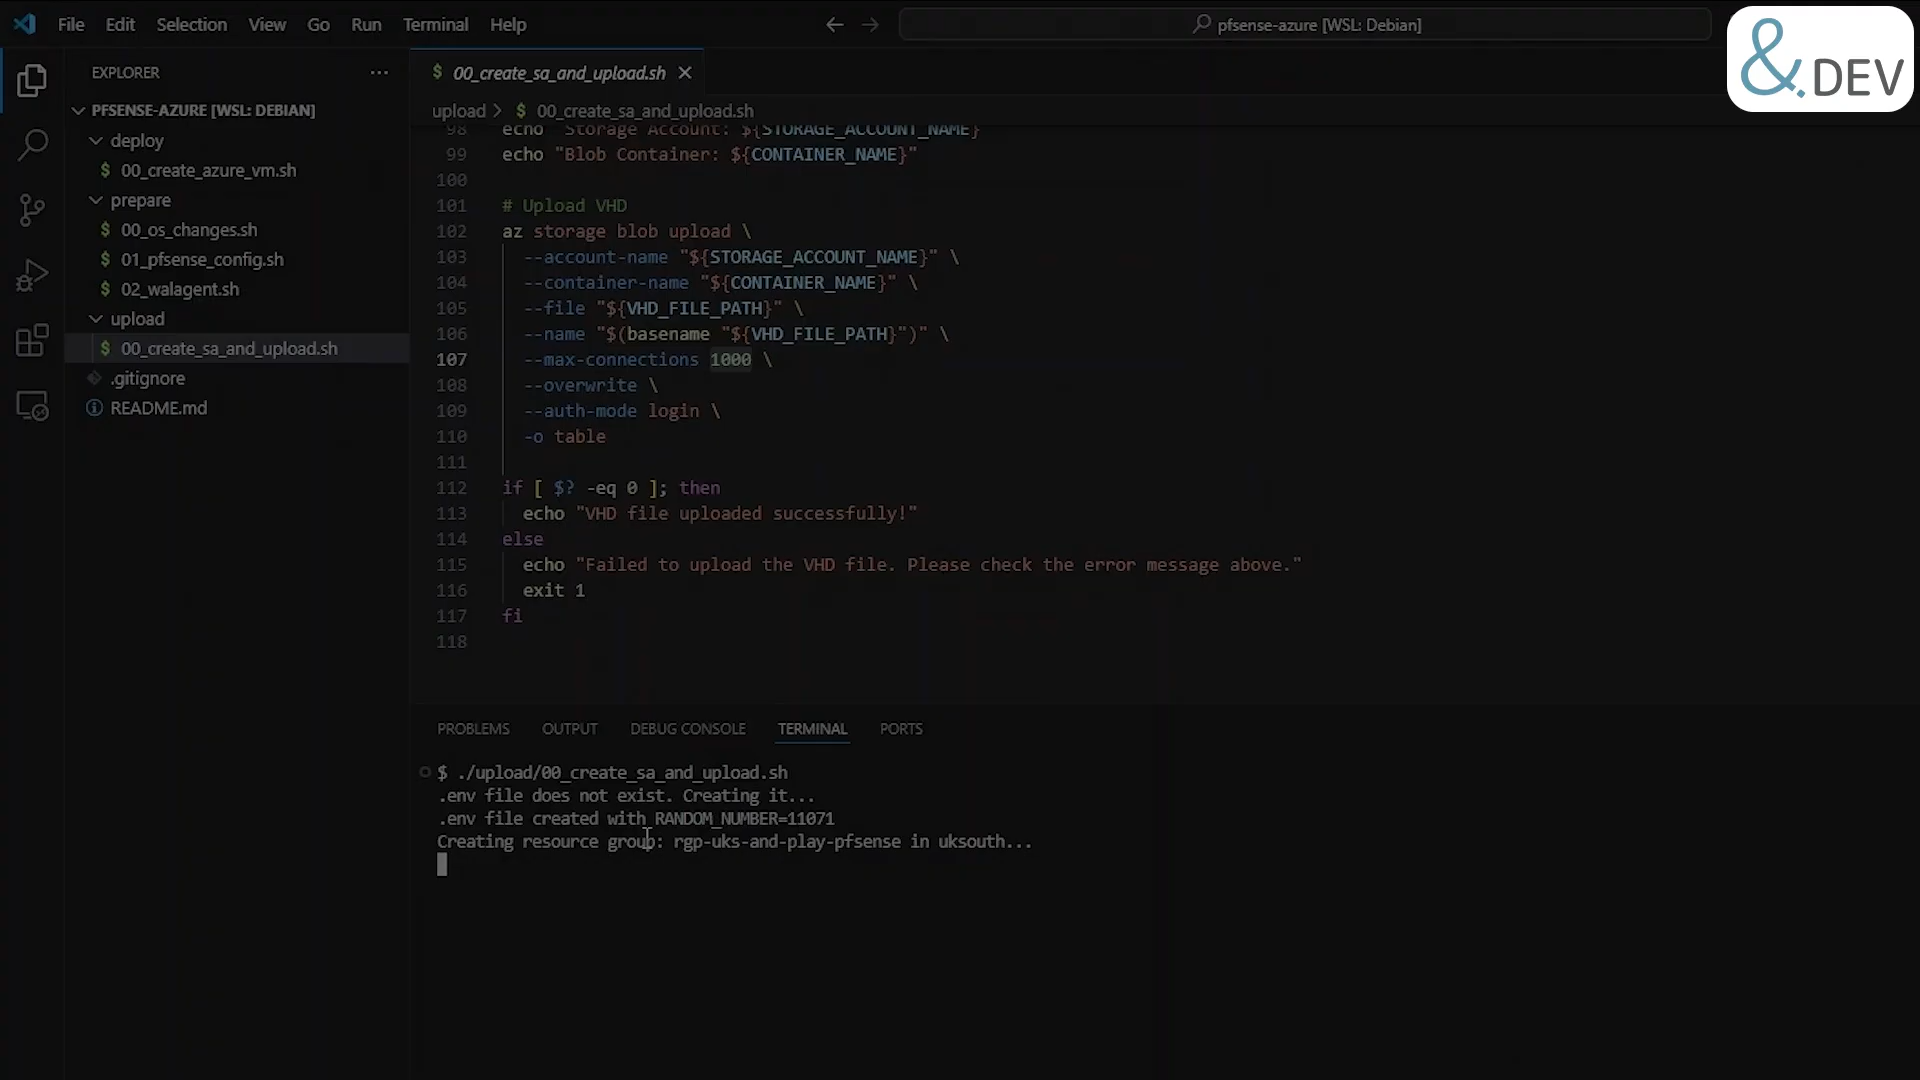 File Edit Selection View Go Run Terminal Help
pfsense-azure [WSL: Debian]
&.DEV
EXPLORER
PFSENSE-AZURE [WSL: DEBIAN]
deploy
$ 00_create_azure_vm.sh
prepare
$ 00_os_changes.sh
$ 01_pfsense_config.sh
$ 02_walagent.sh
upload
$ 00_create_sa_and_upload.sh
.gitignore
README.md
$ 00_create_sa_and_upload.sh
upload > $ 00_create_sa_and_upload.sh
98 echo "Storage Account: ${STORAGE_ACCOUNT_NAME}"
99 echo "Blob Container: ${CONTAINER_NAME}"
100
101 # Upload VHD
102 az storage blob upload \
103 --account-name "${STORAGE_ACCOUNT_NAME}" \
104 --container-name "${CONTAINER_NAME}" \
105 --file "${VHD_FILE_PATH}" \
106 --name "$(basename "${VHD_FILE_PATH}")" \
107 --max-connections 1000 \
108 --overwrite \
109 --auth-mode login \
110 -o table
111
112 if [ $? -eq 0 ]; then
113 echo "VHD file uploaded successfully!"
114 else
115 echo "Failed to upload the VHD file. Please check the error message above."
116 exit 1
117 fi
118
PROBLEMS OUTPUT DEBUG CONSOLE TERMINAL PORTS
$ ./upload/00_create_sa_and_upload.sh
.env file does not exist. Creating it...
.env file created with RANDOM_NUMBER=11071
Creating resource group: rgp-uks-and-play-pfsense in uksouth...